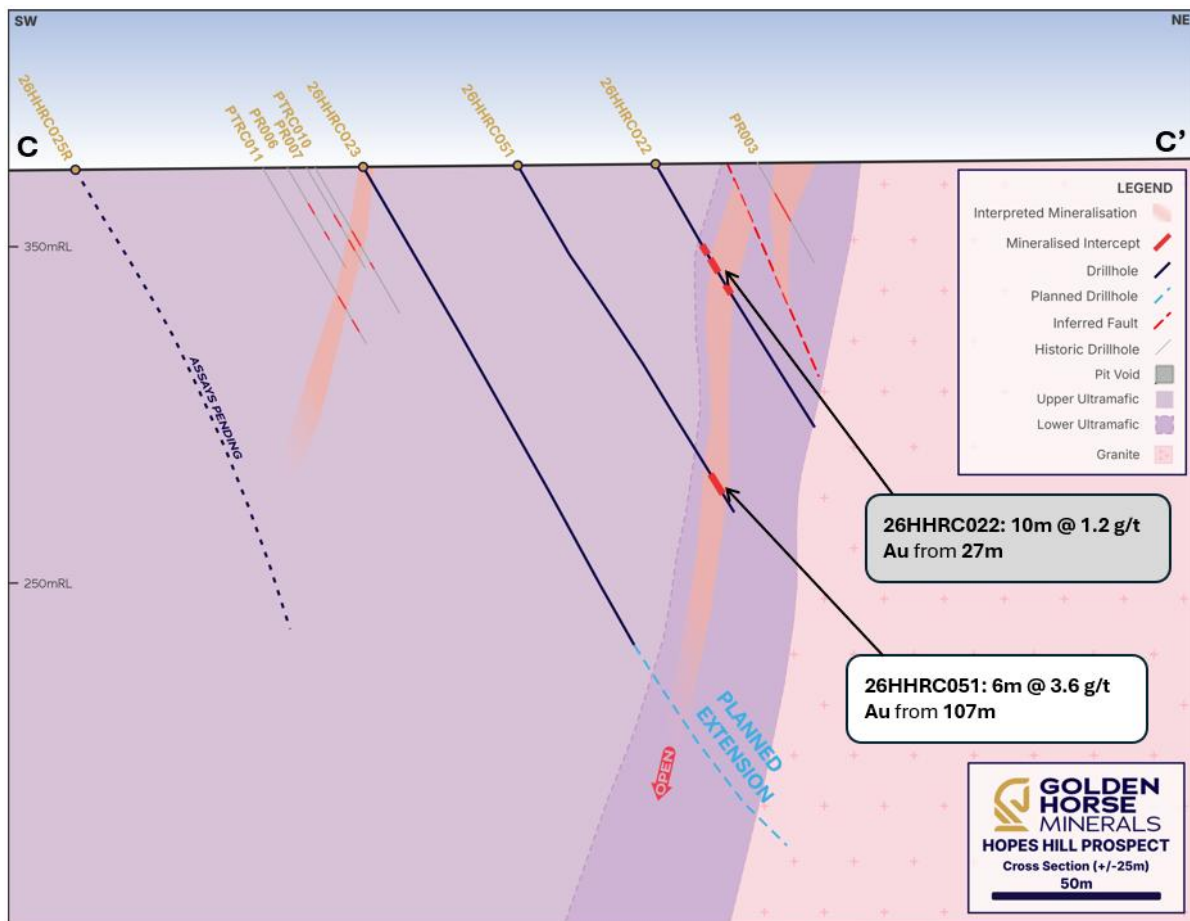 SW
NE
26HHRC025R
PTRC011
PR006
PR007
PTRC010
26HHRC023
26HHRC051
26HHRC022
PR003
C
C'
350mRL
250mRL
ASSAYS PENDING
LEGEND
Interpreted Mineralisation
Mineralised Intercept
Drillhole
Planned Drillhole
Inferred Fault
Historic Drillhole
Pit Void
Upper Ultramafic
Lower Ultramafic
Granite
26HHRC022: 10m @ 1.2 g/t
Au from 27m
26HHRC051: 6m @ 3.6 g/t
Au from 107m
PLANNED
EXTENSION
OPEN
GOLDEN
HORSE
MINERALS
HOPES HILL PROSPECT
Cross Section (+/-25m)
50m